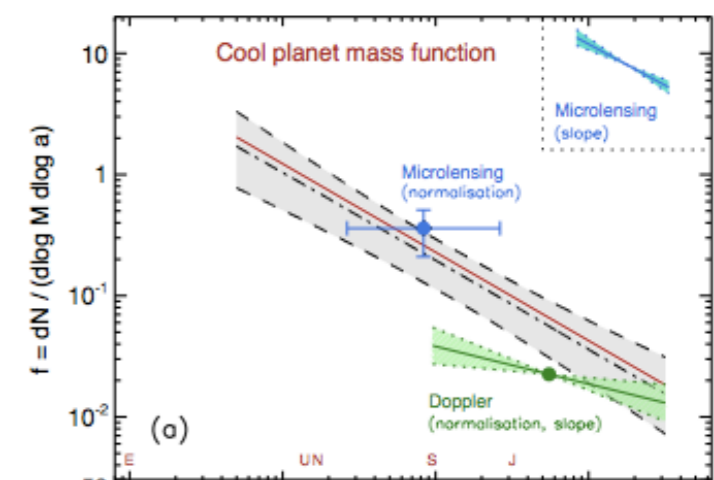 Cool planet mass function
10
Microlensing
(slope)
1
Microlensing
(normalisation)
10-1
f = dN / (dlog M dlog a)
Doppler
(normalisation, slope)
10-2
(a)
E
UN
S
J